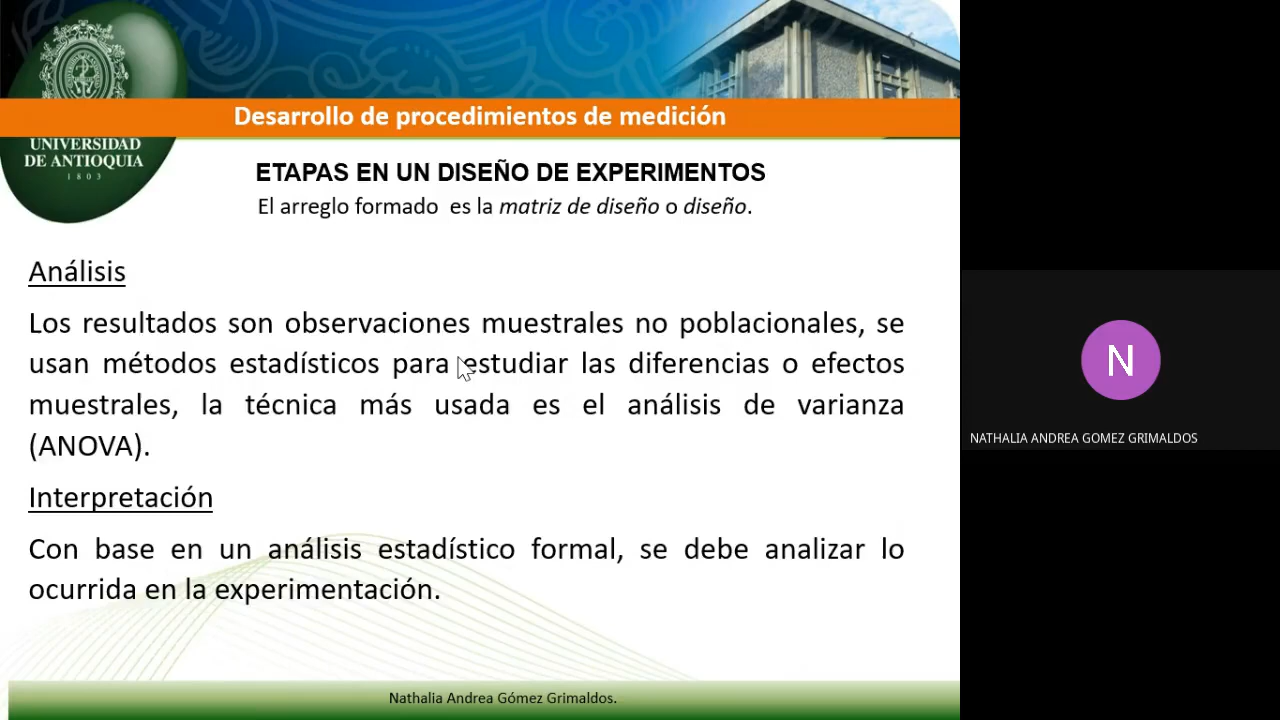 Desarrollo de procedimientos de medición
UNIVERSIDAD
DE ANTIOQUIA
1803
ETAPAS EN UN DISEÑO DE EXPERIMENTOS
El arreglo formado es la matriz de diseño o diseño.
Análisis
Los resultados son observaciones muestrales no poblacionales, se
usan métodos estadísticos para estudiar las diferencias o efectos
muestrales, la técnica más usada es el análisis de varianza
(ANOVA).
Interpretación
Con base en un análisis estadístico formal, se debe analizar lo
ocurrida en la experimentación.
Nathalia Andrea Gómez Grimaldos.
N
NATHALIA ANDREA GOMEZ GRIMALDOS